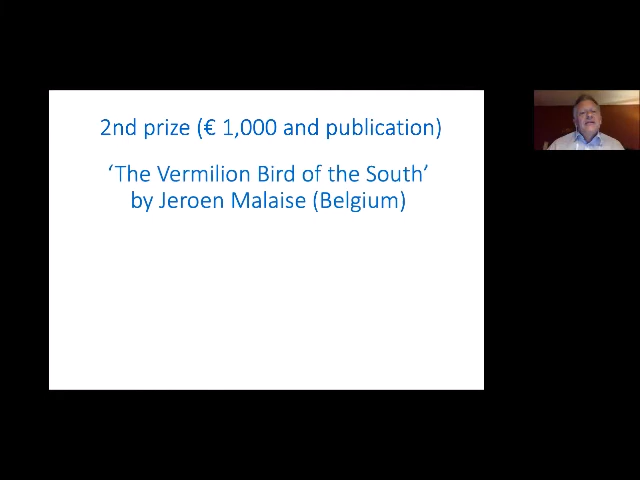 2nd prize (€ 1,000 and publication)
‘The Vermilion Bird of the South’
by Jeroen Malaise (Belgium)